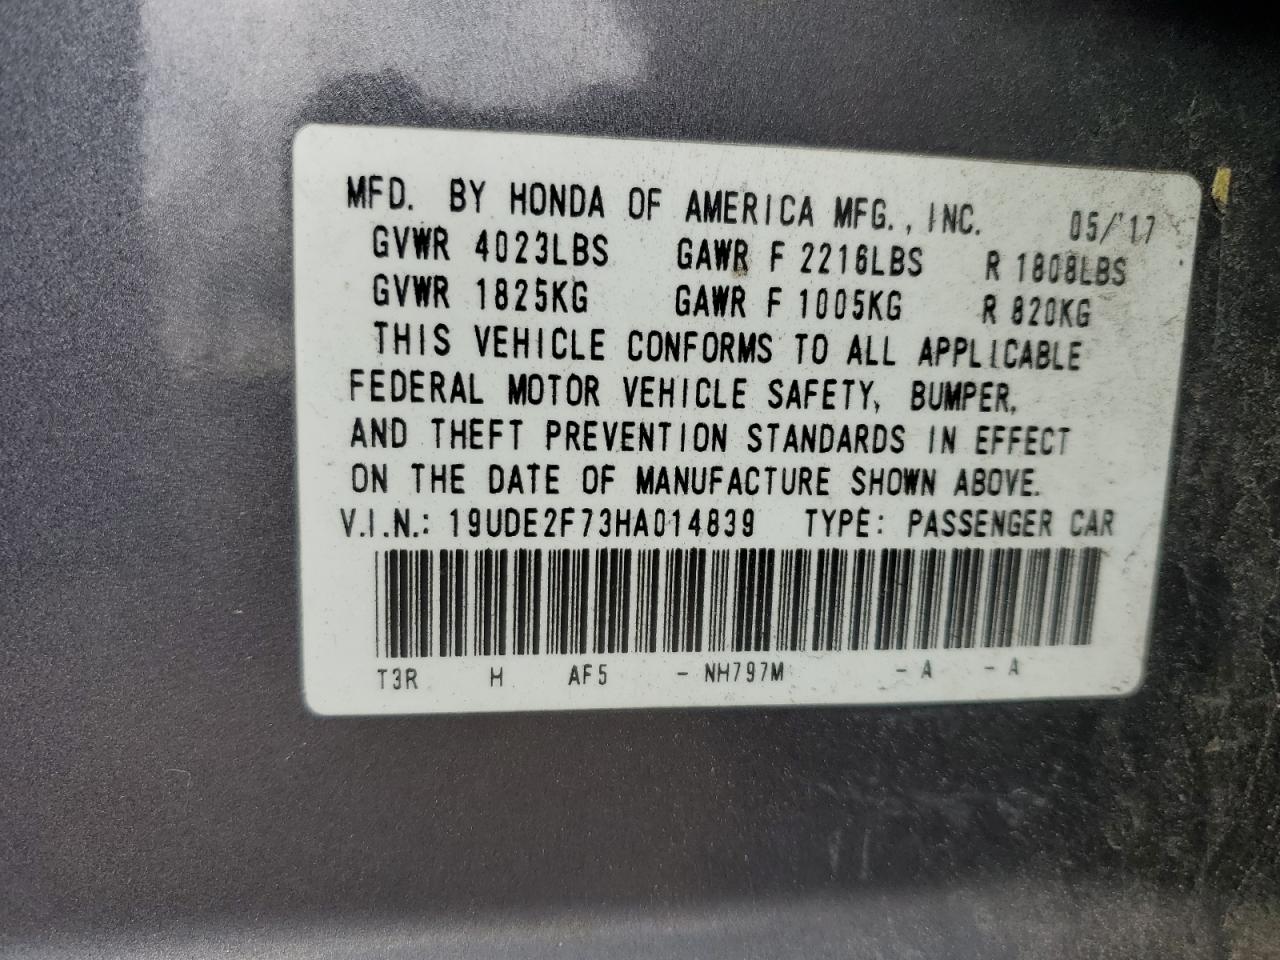 MFD. BY HONDA OF AMERICA MFG., INC. 05/17
GVWR 4023LBS GAWR F 2216LBS R 1808LBS
GVWR 1825KG GAWR F 1005KG R 820KG
THIS VEHICLE CONFORMS TO ALL APPLICABLE
FEDERAL MOTOR VEHICLE SAFETY, BUMPER,
AND THEFT PREVENTION STANDARDS IN EFFECT
ON THE DATE OF MANUFACTURE SHOWN ABOVE.
V.I.N.: 19UDE2F73HA014839 TYPE: PASSENGER CAR
T3R H AF5 - NH797M - A - A